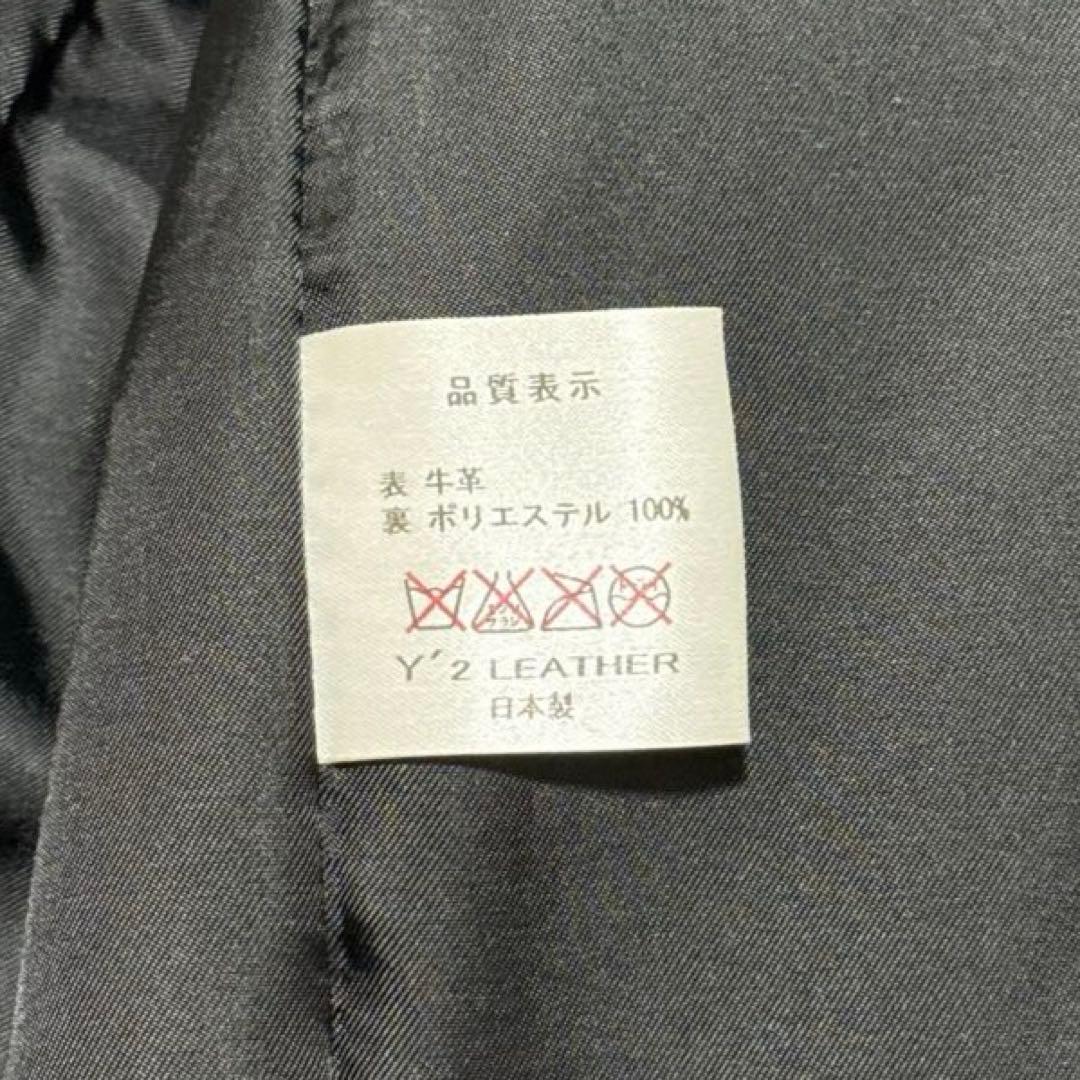 品質表示
表 牛革
裏 ポリエステル 100%
Y'2 LEATHER
日本製